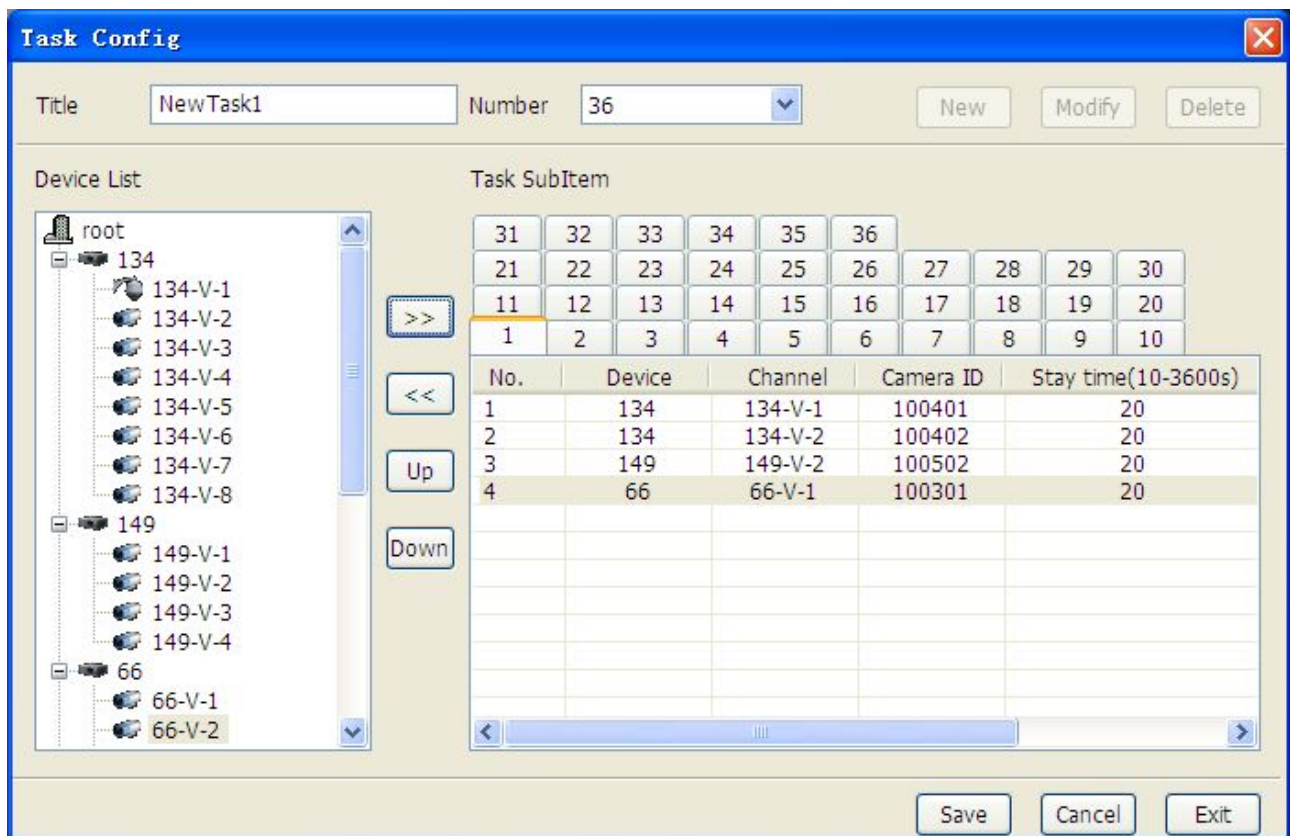 Task Config
Title NewTask1 Number 36 New Modify Delete
Device List
root
134
134-V-1
134-V-2
134-V-3
134-V-4
134-V-5
134-V-6
134-V-7
134-V-8
149
149-V-1
149-V-2
149-V-3
149-V-4
66
66-V-1
66-V-2
>>
<<
Up
Down
Task SubItem
31 32 33 34 35 36
21 22 23 24 25 26 27 28 29 30
11 12 13 14 15 16 17 18 19 20
1 2 3 4 5 6 7 8 9 10
No. Device Channel Camera ID Stay time(10-3600s)
1 134 134-V-1 100401 20
2 134 134-V-2 100402 20
3 149 149-V-2 100502 20
4 66 66-V-1 100301 20
Save Cancel Exit